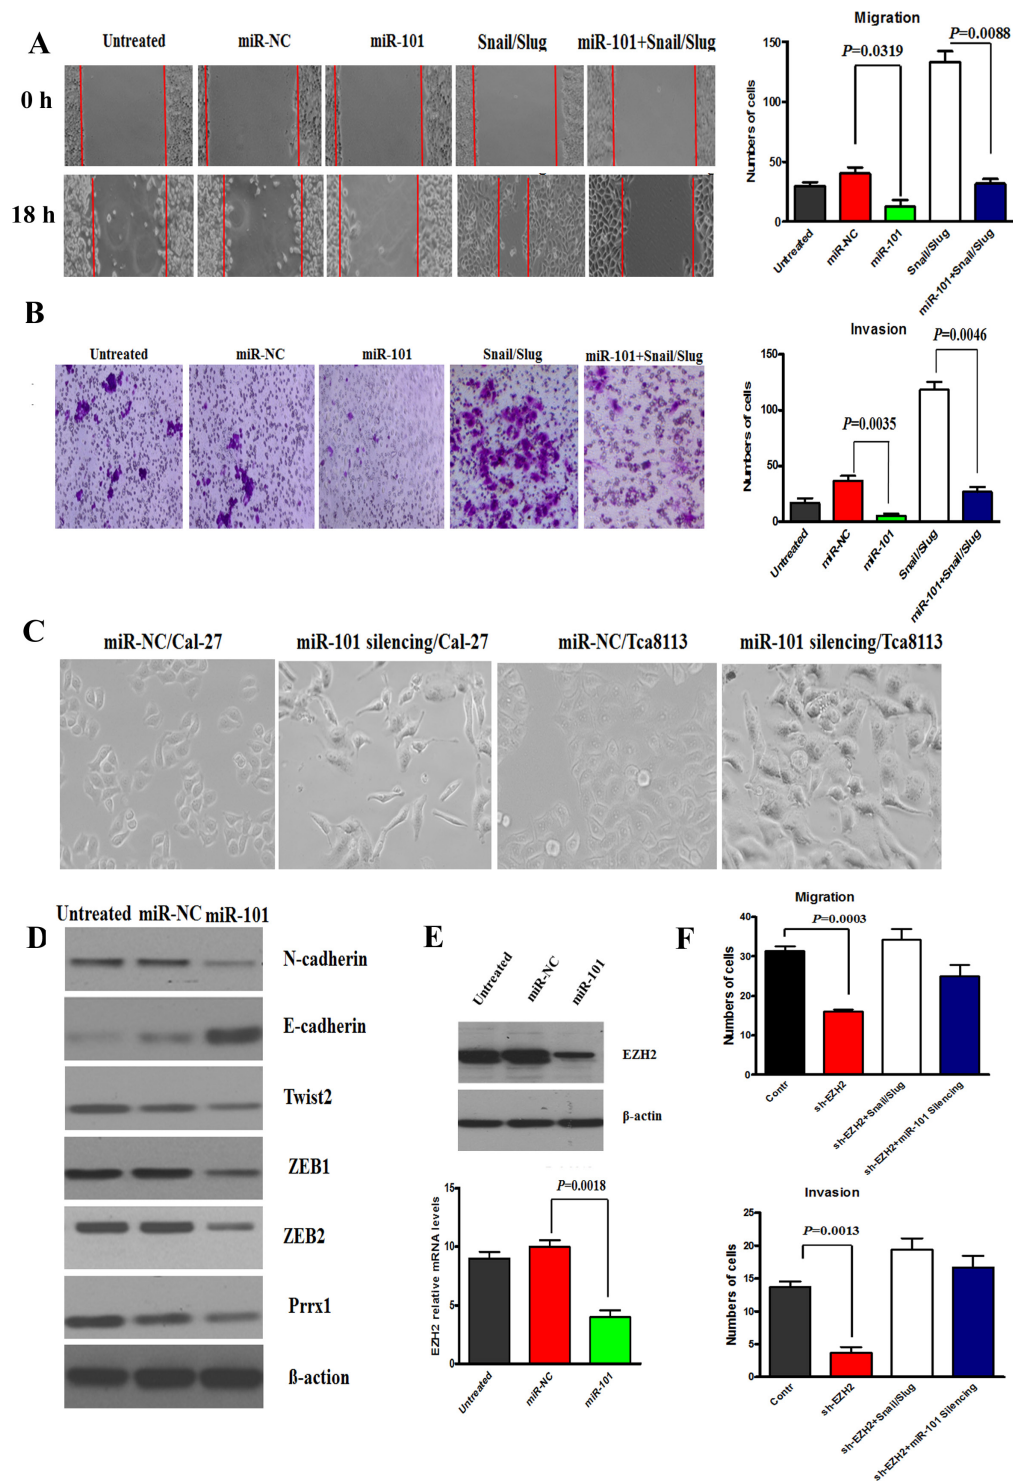 A
Untreated
miR-NC
miR-101
Snail/Slug
miR-101+Snail/Slug
0 h
18 h
Migration
P=0.0319
P=0.0088
Numbers of cells
150
100
50
0
Untreated
miR-NC
miR-101
Snail/Slug
miR-101+Snail/Slug
B
Untreated
miR-NC
miR-101
Snail/Slug
miR-101+Snail/Slug
Invasion
P=0.0046
P=0.0035
Numbers of cells
150
100
50
0
Untreated
miR-NC
miR-101
Snail/Slug
miR-101+Snail/Slug
C
miR-NC/Cal-27
miR-101 silencing/Cal-27
miR-NC/Tca8113
miR-101 silencing/Tca8113
D
Untreated miR-NC miR-101
N-cadherin
E-cadherin
Twist2
ZEB1
ZEB2
Prrx1
ß-action
E
Untreated
miR-NC
miR-101
EZH2
β-actin
P=0.0018
EZH2 relative mRNA levels
15
10
5
0
Untreated
miR-NC
miR-101
F
Migration
P=0.0003
Numbers of cells
40
30
20
10
0
Contr
sh-EZH2
sh-EZH2+Snail/Slug
sh-EZH2+miR-101 Silencing
Invasion
P=0.0013
Numbers of cells
25
20
15
10
5
0
Contr
sh-EZH2
sh-EZH2+Snail/Slug
sh-EZH2+miR-101 Silencing